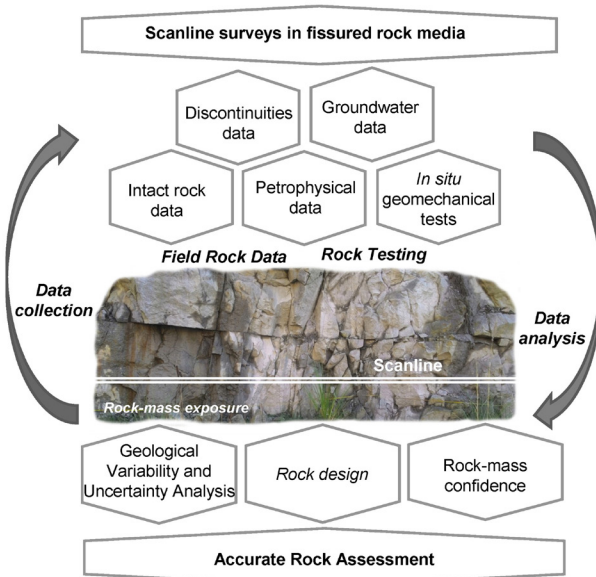 Scanline surveys in fissured rock media
Discontinuities
data
Groundwater
data
Intact rock
data
Petrophysical
data
In situ
geomechanical
tests
Field Rock Data
Rock Testing
Data
collection
Data
analysis
Scanline
Rock-mass exposure
Geological
Variability and
Uncertainty Analysis
Rock design
Rock-mass
confidence
Accurate Rock Assessment